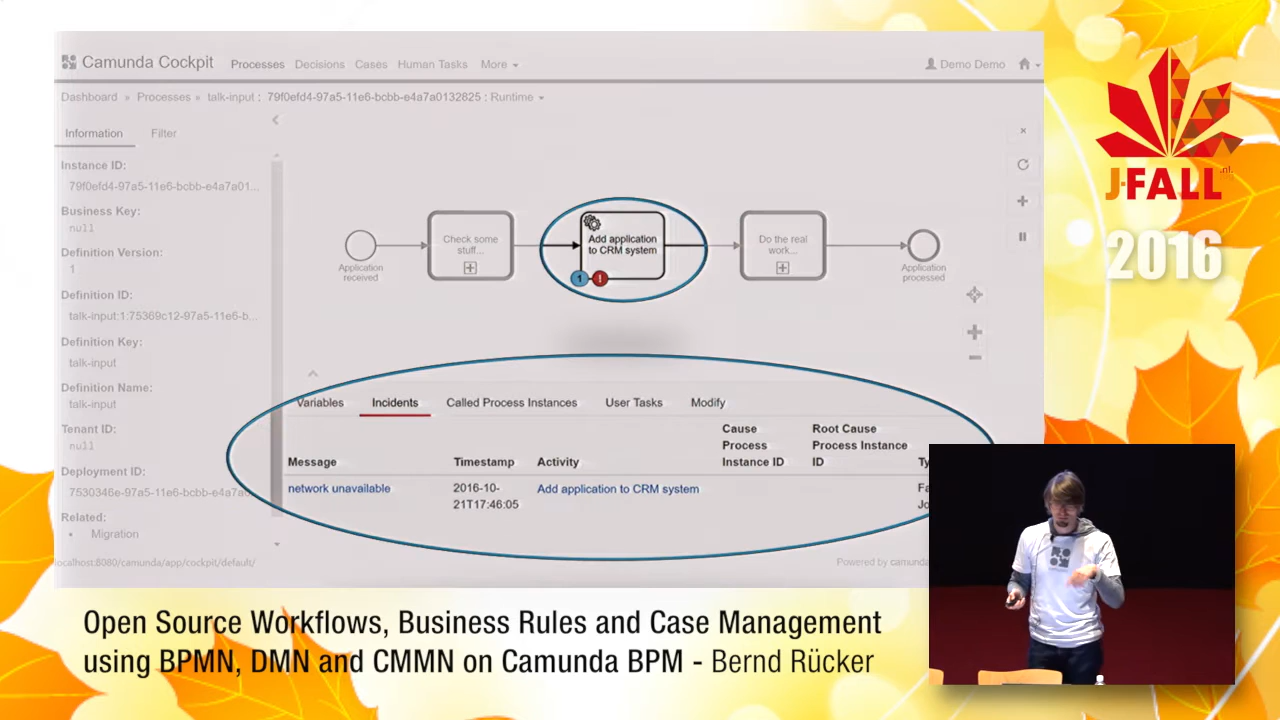 Camunda Cockpit Processes Decisions Cases Human Tasks More Demo Demo
Dashboard » Processes » talk-input : 79f0efd4-97a5-11e6-bcbb-e4a7a0132825 : Runtime
Information Filter
Instance ID:
79f0efd4-97a5-11e6-bcbb-e4a7a01...
Business Key:
null
Definition Version:
1
Definition ID:
talk-input:1:75369c12-97a5-11e6-b...
Definition Key:
talk-input
Definition Name:
talk-input
Tenant ID:
null
Deployment ID:
7530346e-97a5-11e6-bcbb-e4a7a0
Related:
• Migration
localhost:8080/camunda/app/cockpit/default/
Application
received
Check some
stuff...
Add application
to CRM system
1 !
Do the real
work...
Application
processed
Variables Incidents Called Process Instances User Tasks Modify
Message
Timestamp
Activity
Cause
Process
Instance ID
Root Cause
Process Instance
ID
Ty
network unavailable
2016-10-
21T17:46:05
Add application to CRM system
Fa
Jo
Powered by camunda
J-FALL
.nl
2016
Open Source Workflows, Business Rules and Case Management
using BPMN, DMN and CMMN on Camunda BPM - Bernd Rücker